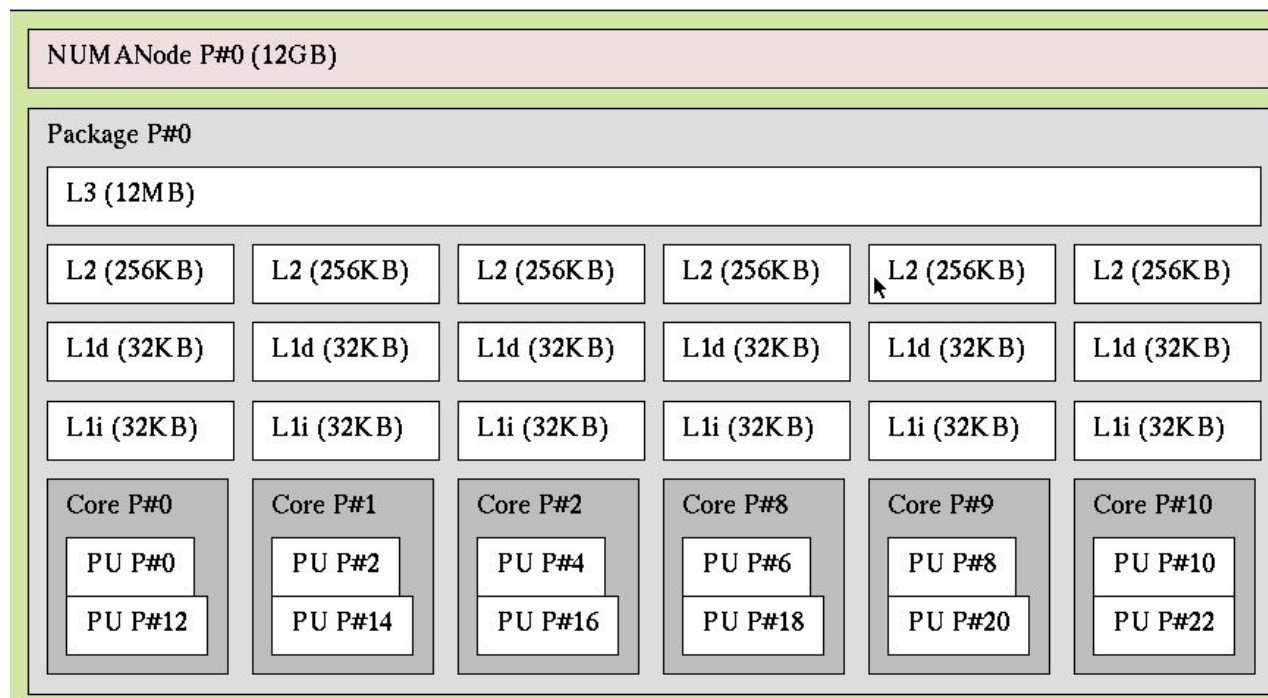 NUMANode P#0 (12GB)
Package P#0
L3 (12MB)
L2 (256KB) L2 (256KB) L2 (256KB) L2 (256KB) L2 (256KB) L2 (256KB)
L1d (32KB) L1d (32KB) L1d (32KB) L1d (32KB) L1d (32KB) L1d (32KB)
L1i (32KB) L1i (32KB) L1i (32KB) L1i (32KB) L1i (32KB) L1i (32KB)
Core P#0 Core P#1 Core P#2 Core P#8 Core P#9 Core P#10
PU P#0 PU P#2 PU P#4 PU P#6 PU P#8 PU P#10
PU P#12 PU P#14 PU P#16 PU P#18 PU P#20 PU P#22